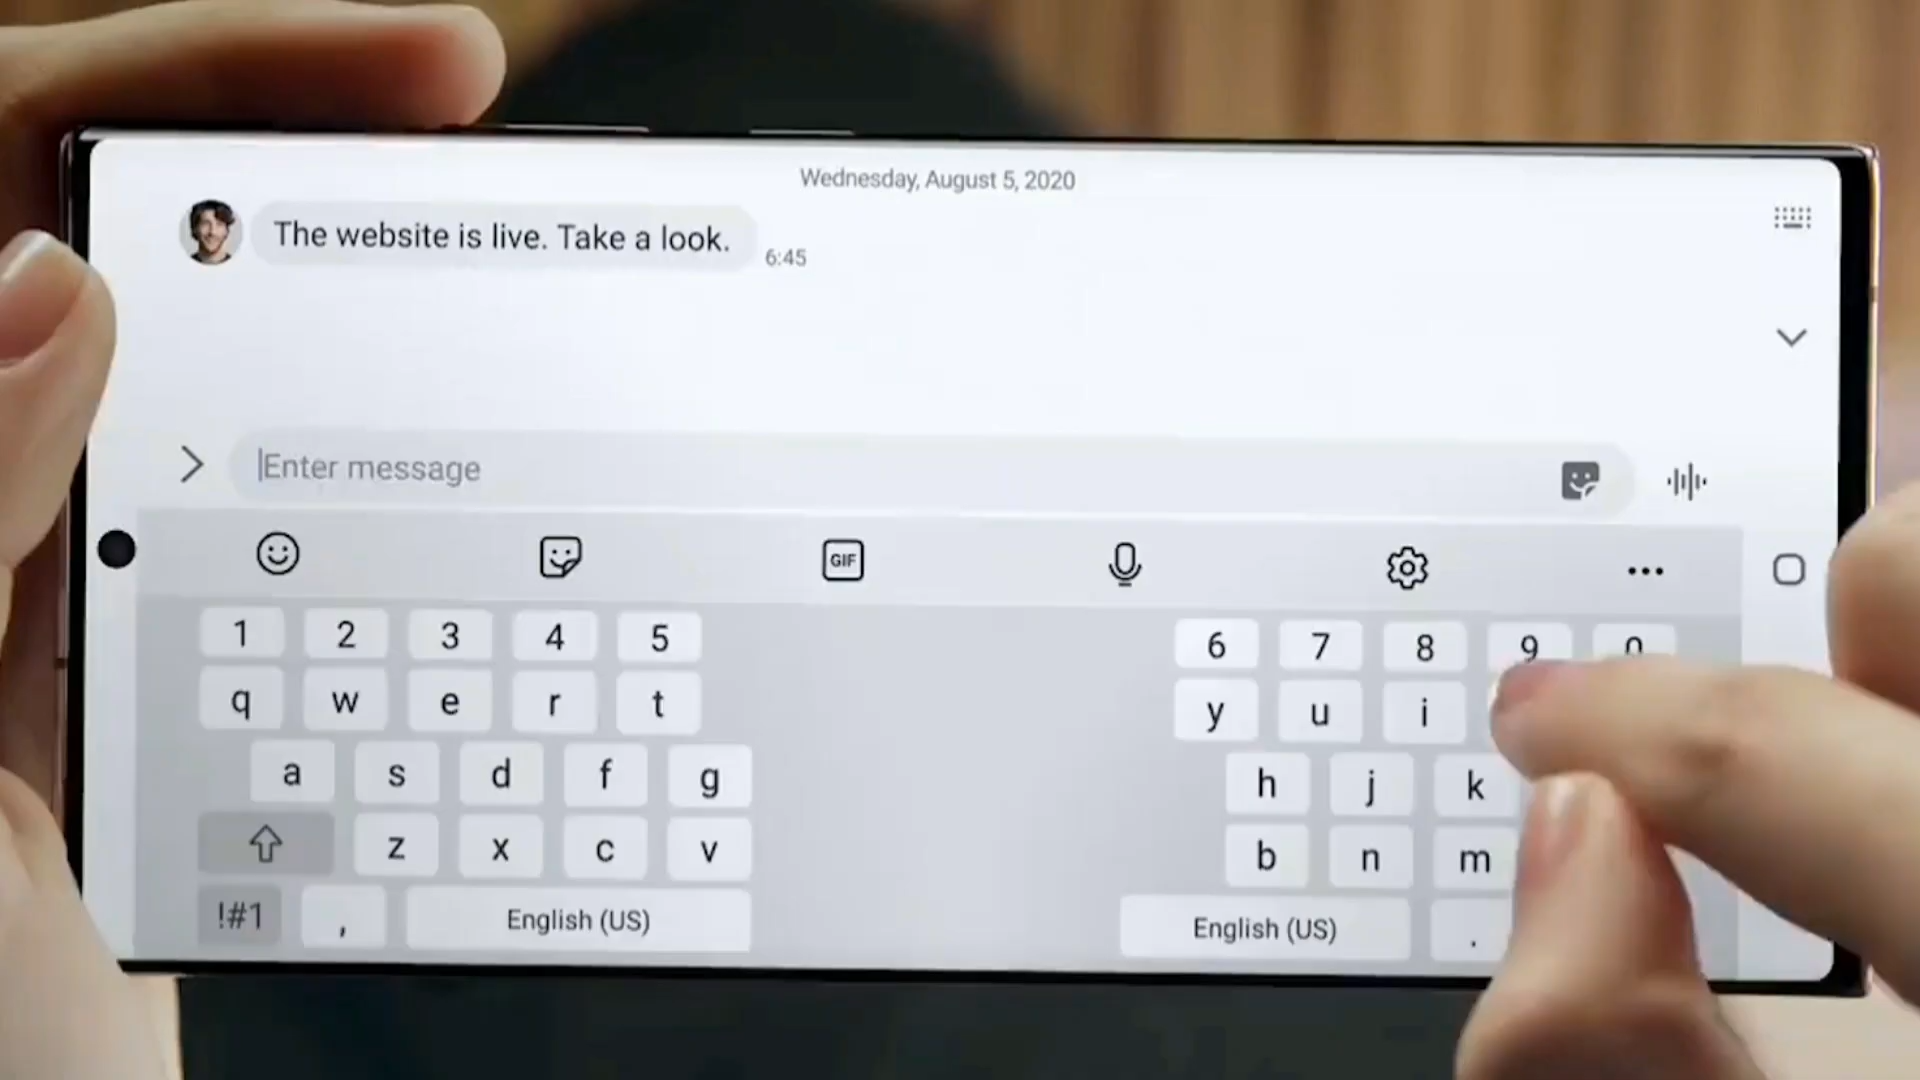 Wednesday, August 5, 2020
The website is live. Take a look.
6:45
Enter message
GIF
1 2 3 4 5 6 7 8 9 0
q w e r t y u i
a s d f g h j k
z x c v b n m
!#1 , English (US) English (US) .